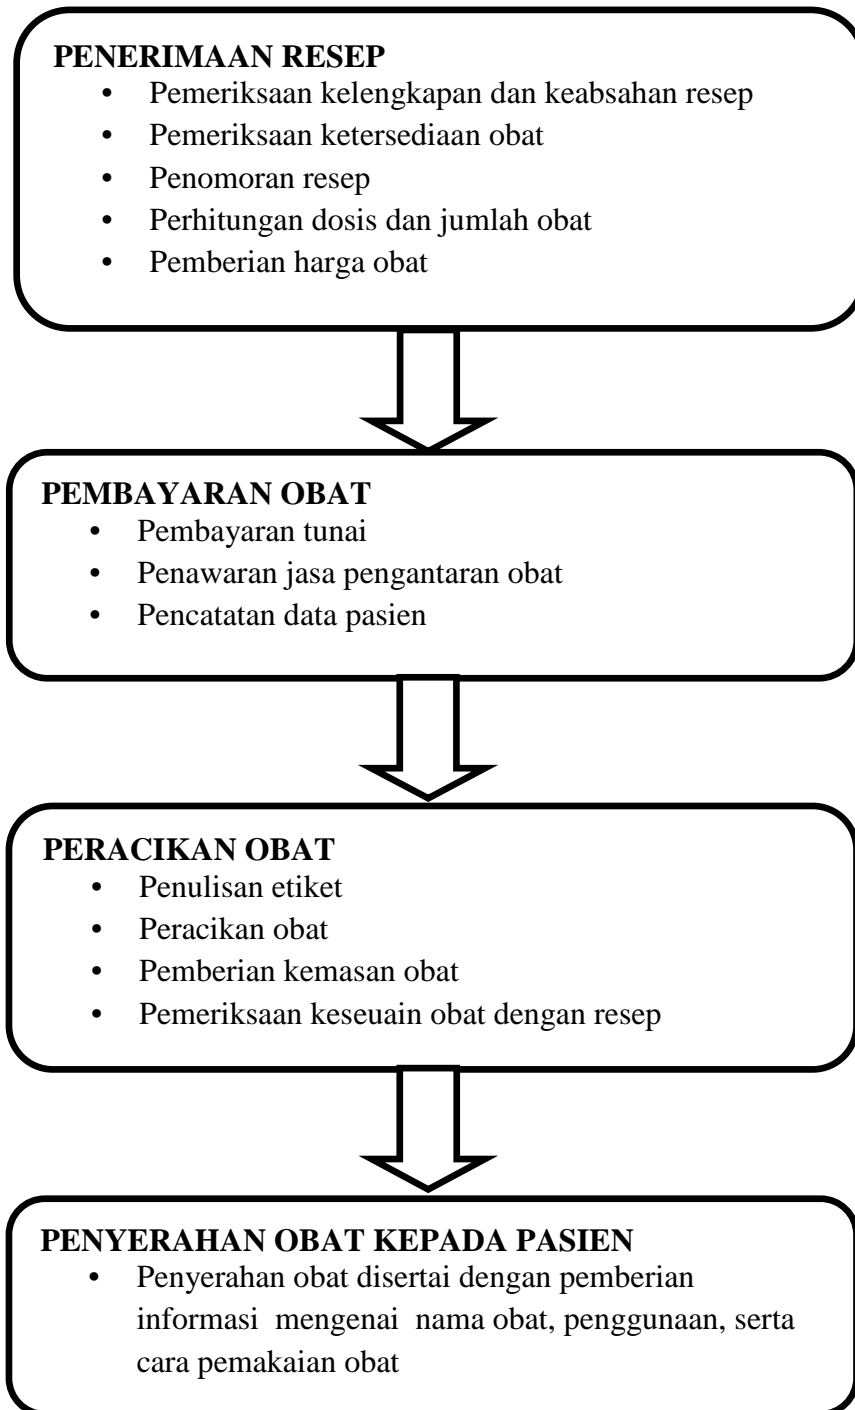 PENERIMAAN RESEP
• Pemeriksaan kelengkapan dan keabsahan resep
• Pemeriksaan ketersediaan obat
• Penomoran resep
• Perhitungan dosis dan jumlah obat
• Pemberian harga obat
PEMBAYARAN OBAT
• Pembayaran tunai
• Penawaran jasa pengantaran obat
• Pencatatan data pasien
PERACIKAN OBAT
• Penulisan etiket
• Peracikan obat
• Pemberian kemasan obat
• Pemeriksaan keseuain obat dengan resep
PENYERAHAN OBAT KEPADA PASIEN
• Penyerahan obat disertai dengan pemberian
informasi mengenai nama obat, penggunaan, serta
cara pemakaian obat